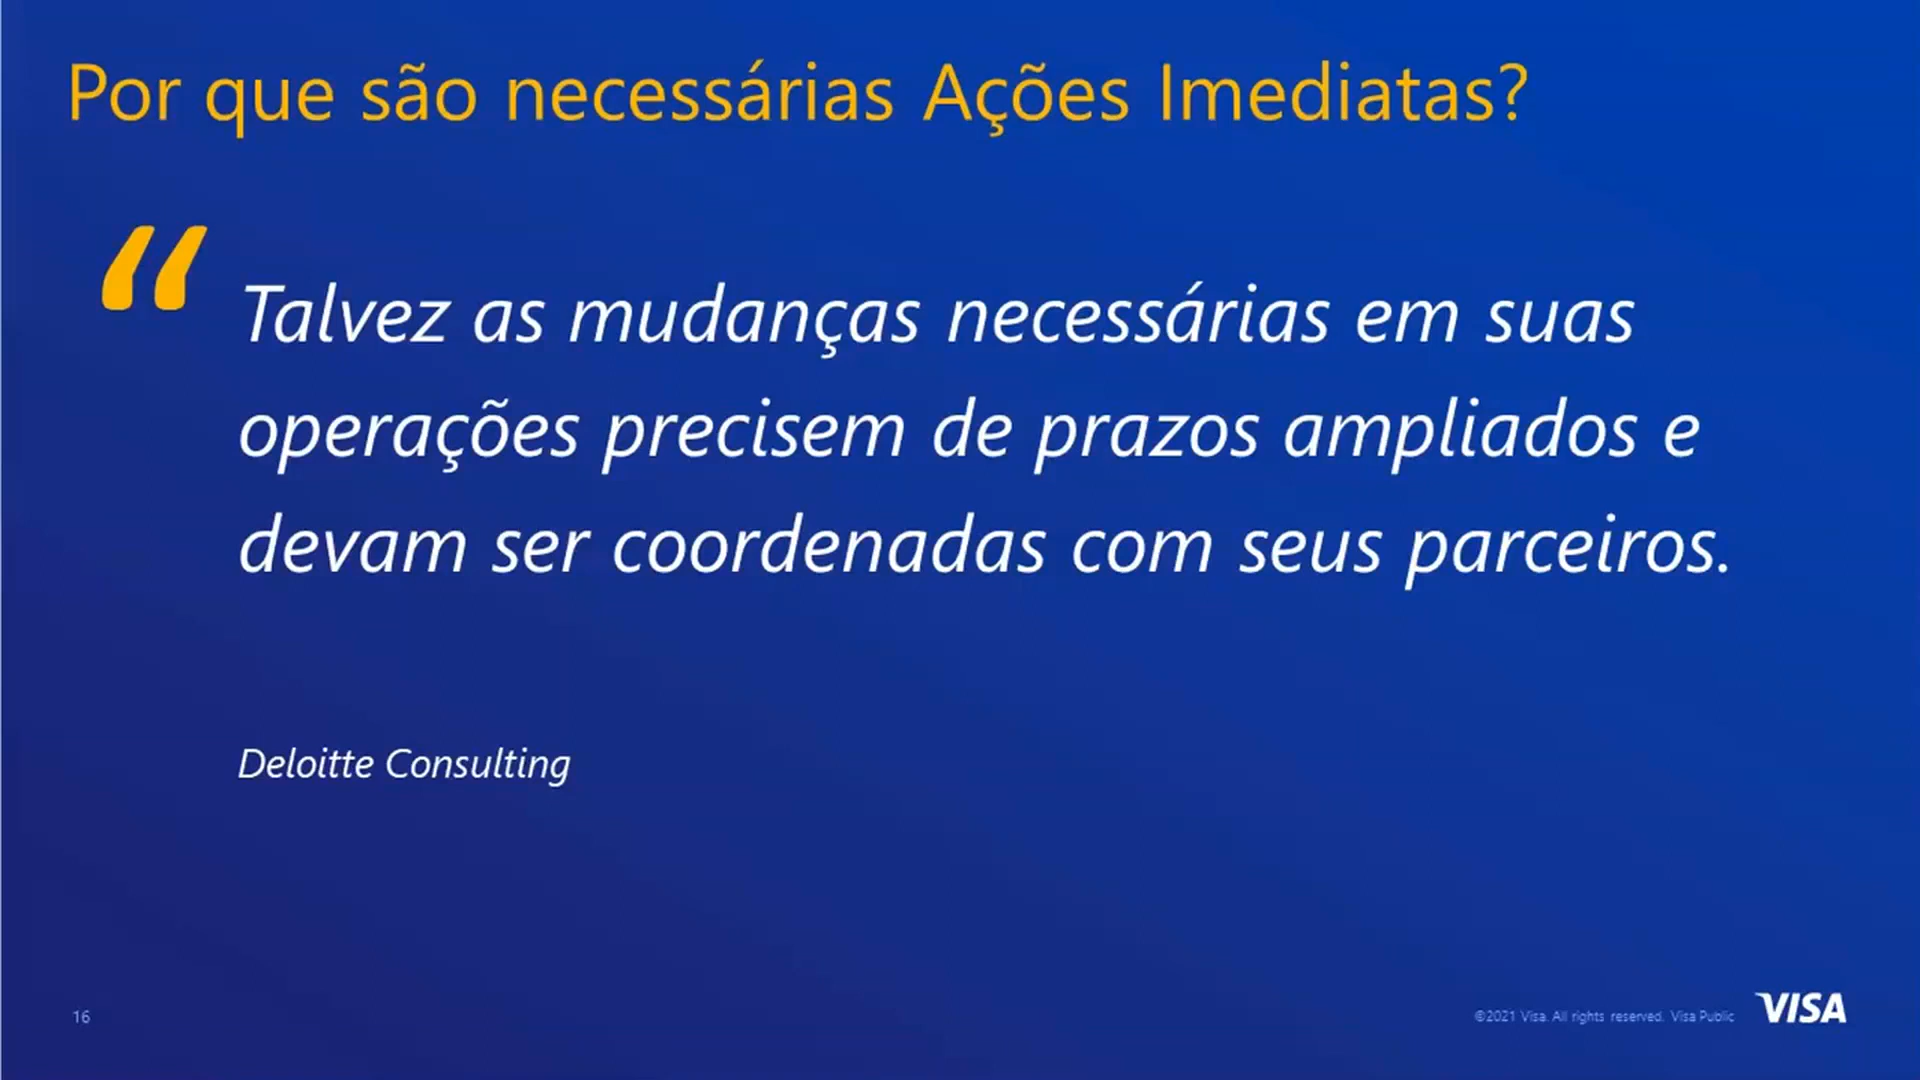 Por que são necessárias Ações Imediatas?
“
Talvez as mudanças necessárias em suas
operações precisem de prazos ampliados e
devam ser coordenadas com seus parceiros.
Deloitte Consulting
16
©2021 Visa. All rights reserved. Visa Public
VISA